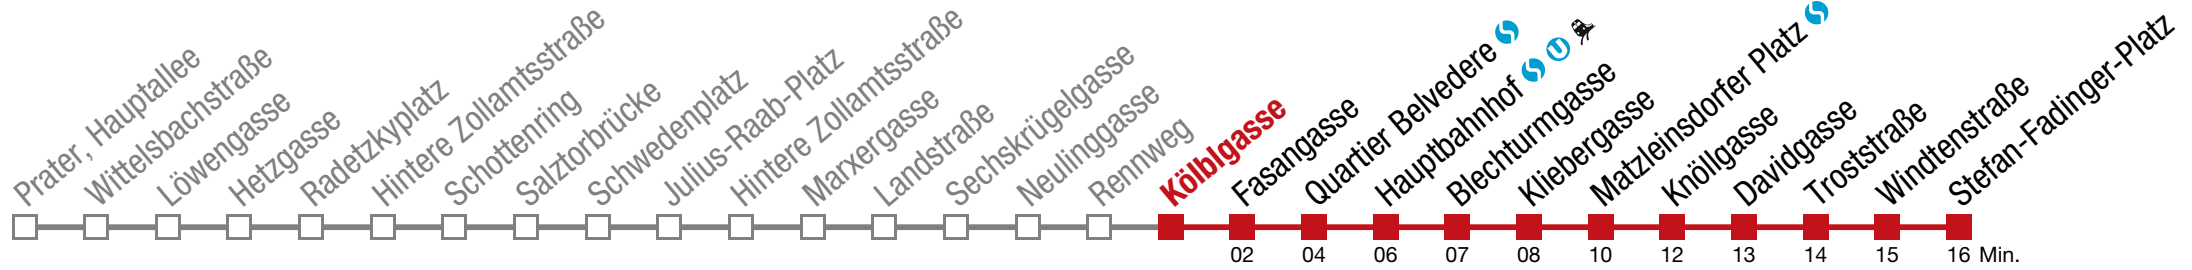 Prater, Hauptallee
Wittelsbachstraße
Löwengasse
Hetzgasse
Radetzkyplatz
Hintere Zollamtsstraße
Schottenring
Salztorbrücke
Schwedenplatz
Julius-Raab-Platz
Hintere Zollamtsstraße
Marxergasse
Landstraße
Sechskrügelgasse
Neulinggasse
Rennweg
Kölblgasse
Fasangasse
Quartier Belvedere S
Hauptbahnhof S U
Blechturmgasse
Kliebergasse
Matzleinsdorfer Platz S
Knöllgasse
Davidgasse
Troststraße
Windtenstraße
Stefan-Fadinger-Platz
02 04 06 07 08 10 12 13 14 15 16 Min.